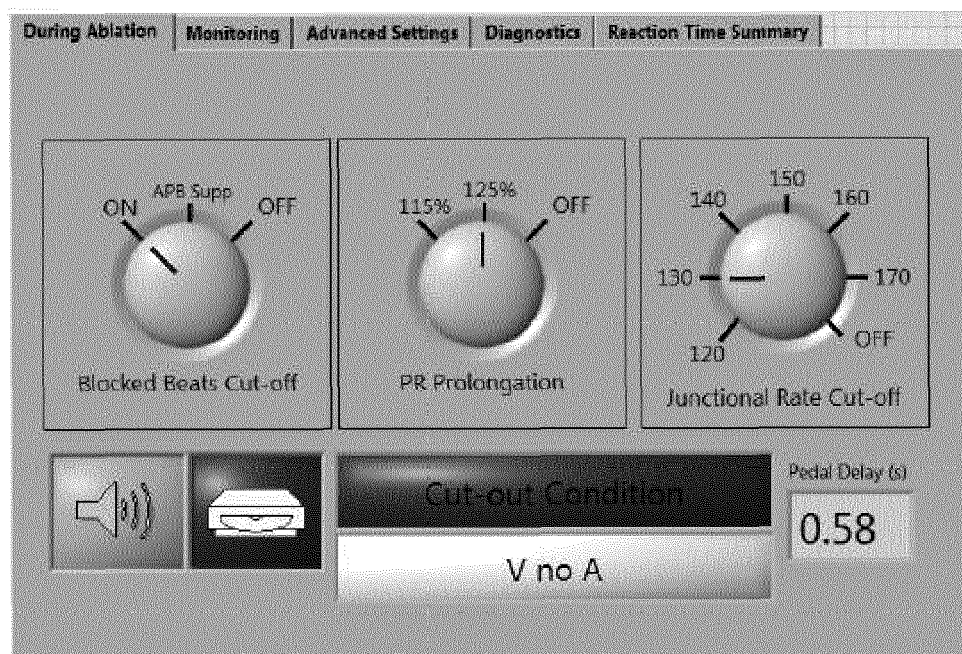 During Ablation
Monitoring
Advanced Settings
Diagnostics
Reaction Time Summary
ON
APB Supp
OFF
Blocked Beats Cut-off
115%
125%
OFF
PR Prolongation
120
130
140
150
160
170
OFF
Junctional Rate Cut-off
Cut-out Condition
V no A
Pedal Delay (s)
0.58